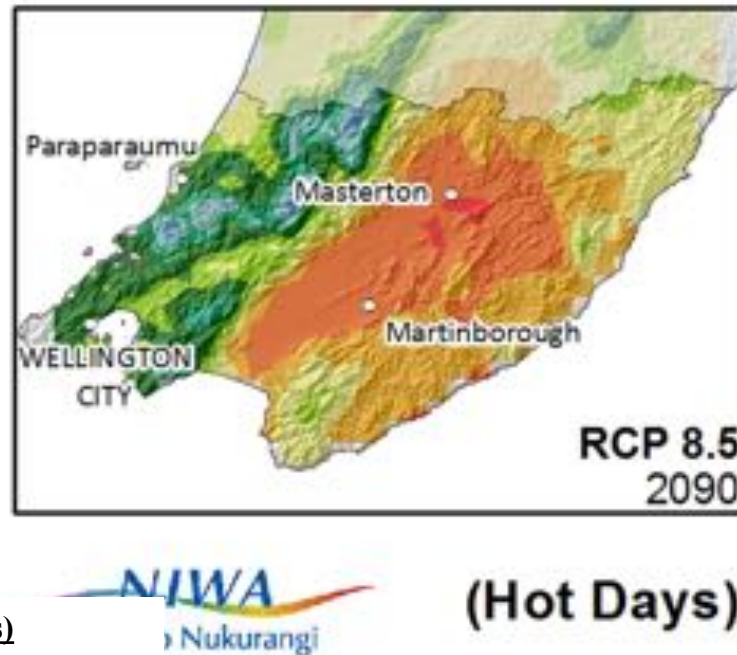 Paraparaumu
Masterton
Martinborough
WELLINGTON
CITY
RCP 8.5
2090
NIWA
Nukurangi
(Hot Days)
s)